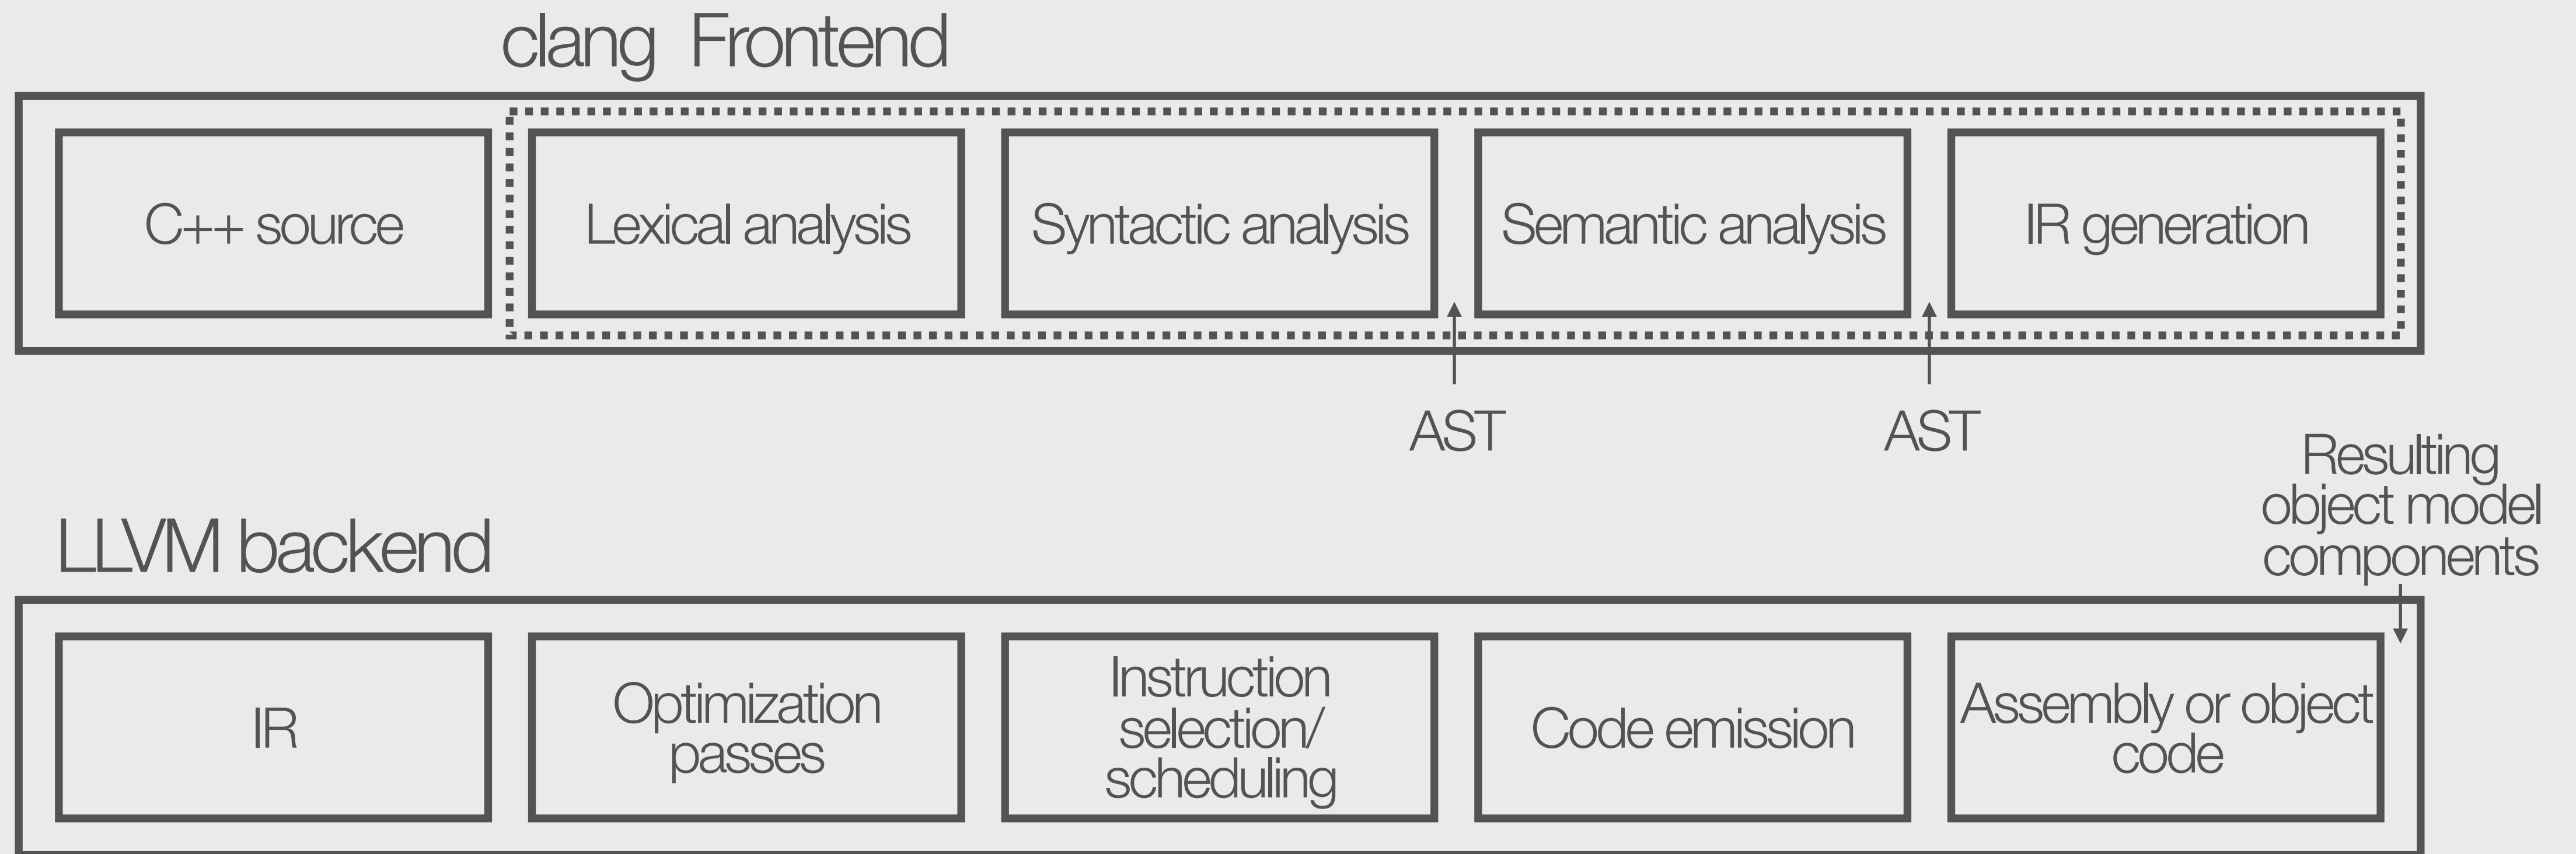 clang Frontend
C++ source
Lexical analysis
Syntactic analysis
Semantic analysis
IR generation
AST
AST
Resulting
object model
components
LLVM backend
IR
Optimization
passes
Instruction
selection/
scheduling
Code emission
Assembly or object
code